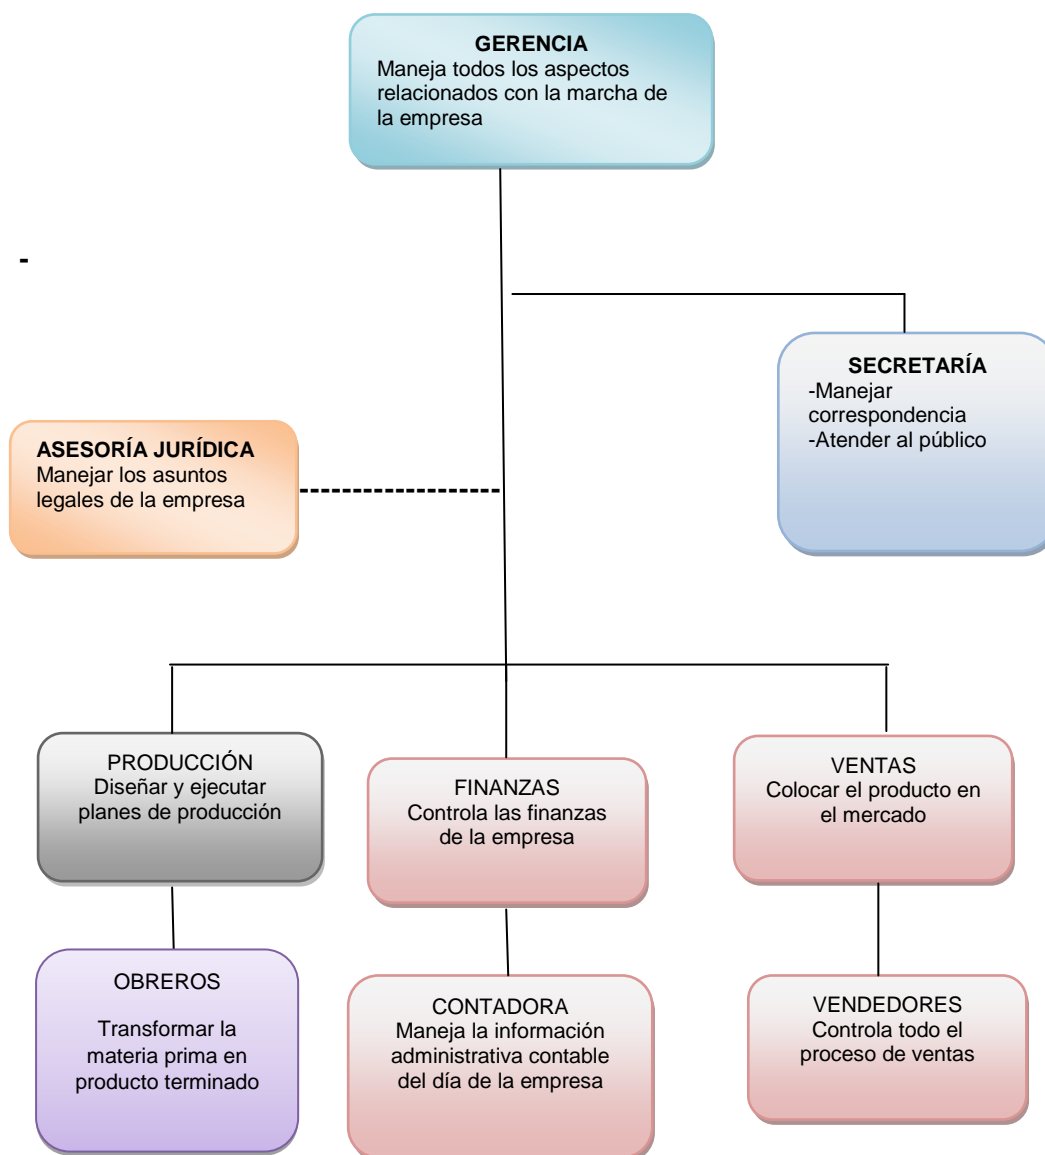 GERENCIA
Maneja todos los aspectos
relacionados con la marcha de
la empresa
-
SECRETARÍA
-Manejar
correspondencia
-Atender al público
ASESORÍA JURÍDICA
Manejar los asuntos
legales de la empresa
PRODUCCIÓN
Diseñar y ejecutar
planes de producción
FINANZAS
Controla las finanzas
de la empresa
VENTAS
Colocar el producto en
el mercado
OBREROS
Transformar la
materia prima en
producto terminado
CONTADORA
Maneja la información
administrativa contable
del día de la empresa
VENDEDORES
Controla todo el
proceso de ventas